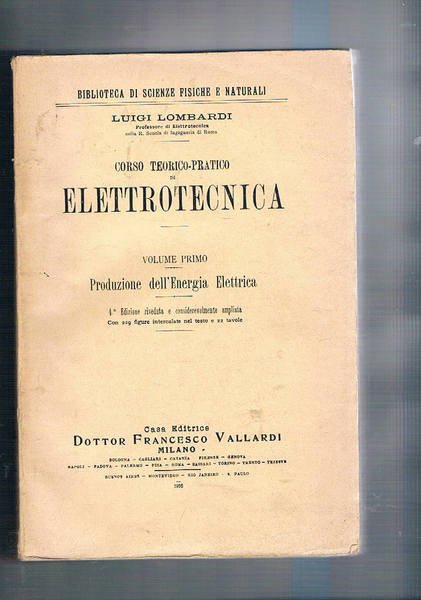 BIBLIOTECA DI SCIENZE FISICHE E NATURALI
LUIGI LOMBARDI
Professore di Elettrotecnica
nella R. Scuola di Ingegneria di Roma
CORSO TEORICO-PRATICO
DI
ELETTROTECNICA
VOLUME PRIMO
Produzione dell'Energia Elettrica
4ª Edizione riveduta e considerevolmente ampliata
Con 229 figure intercalate nel testo e 22 tavole
Casa Editrice
DOTTOR FRANCESCO VALLARDI
MILANO
BOLOGNA - CAGLIARI - CATANIA FIRENZE - GENOVA
NAPOLI - PADOVA - PALERMO - PISA - ROMA - SASSARI - TORINO - TRENTO - TRIESTE
BUENOS AIRES - MONTEVIDEO - RIO JANEIRO - S. PAULO